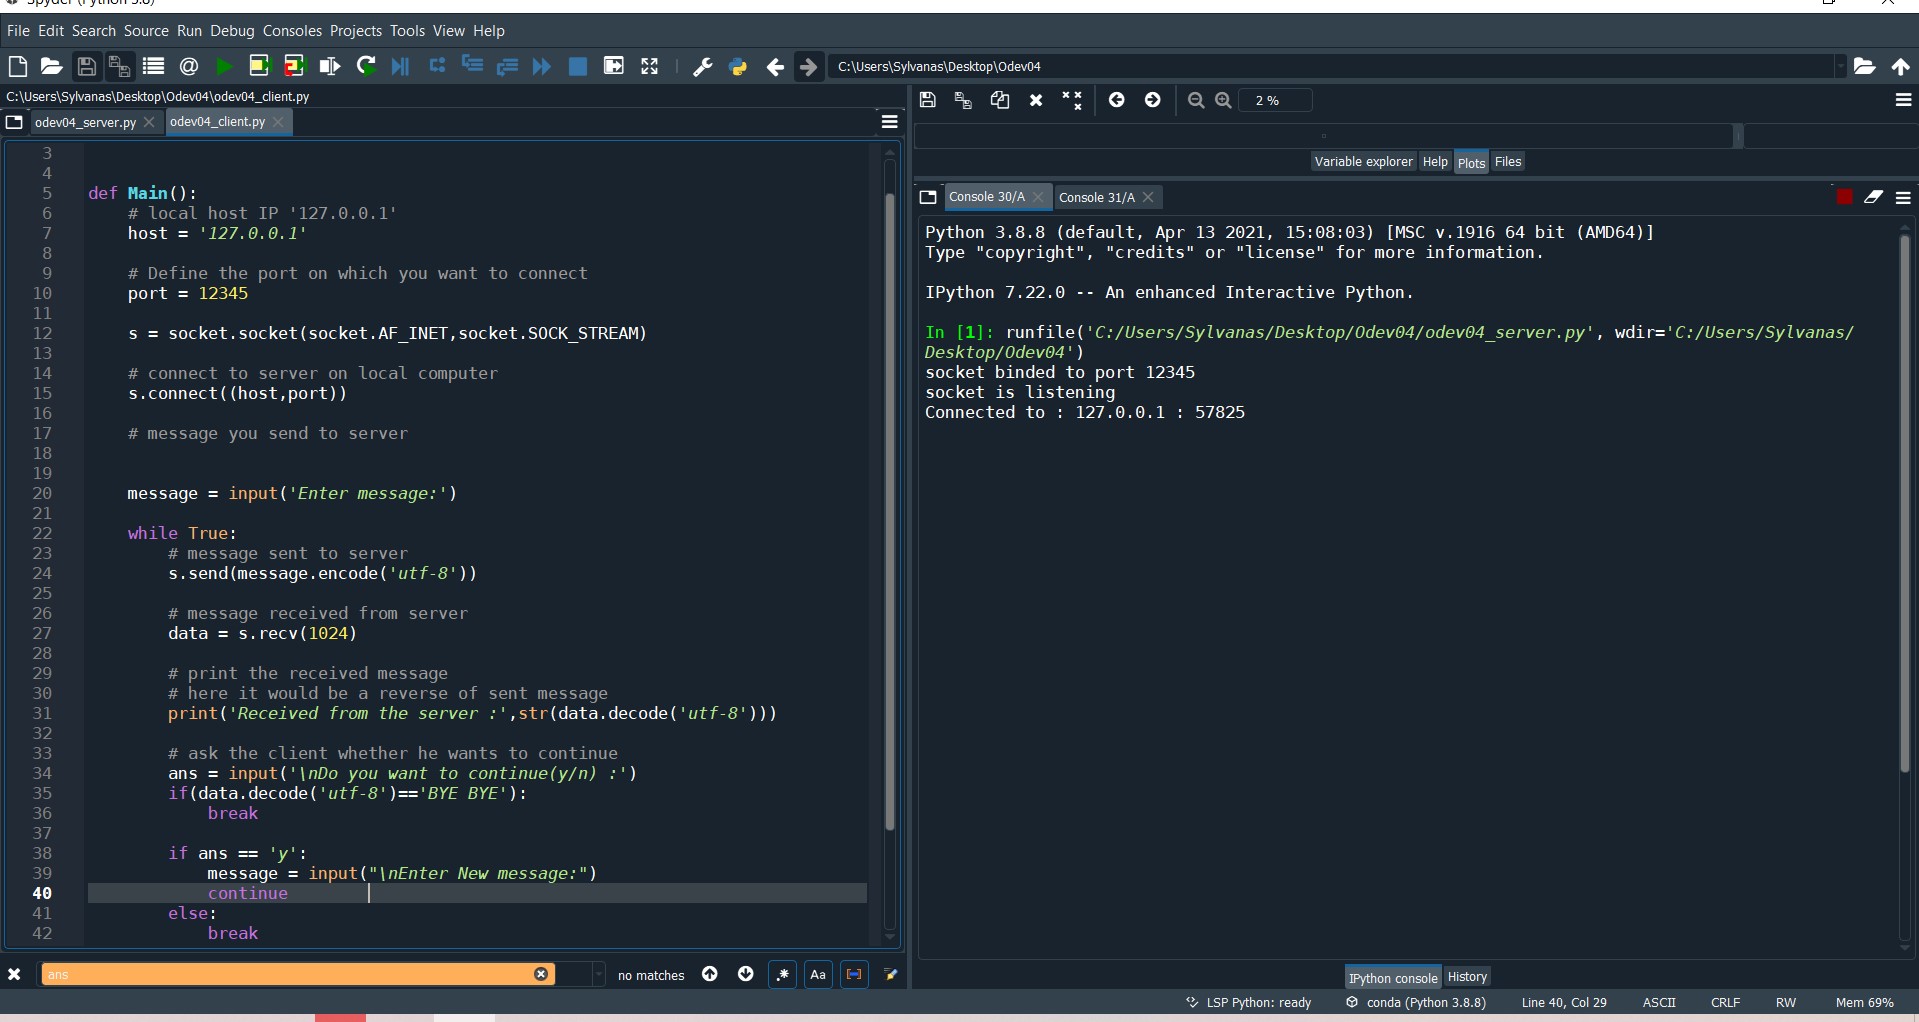 Spyder (Python 3.8)
File Edit Search Source Run Debug Consoles Projects Tools View Help
C:\Users\Sylvanas\Desktop\Odev04
C:\Users\Sylvanas\Desktop\Odev04\odev04_client.py
odev04_server.py odev04_client.py
3
4
5 def Main():
6 # local host IP '127.0.0.1'
7 host = '127.0.0.1'
8
9 # Define the port on which you want to connect
10 port = 12345
11
12 s = socket.socket(socket.AF_INET,socket.SOCK_STREAM)
13
14 # connect to server on local computer
15 s.connect((host,port))
16
17 # message you send to server
18
19
20 message = input('Enter message:')
21
22 while True:
23 # message sent to server
24 s.send(message.encode('utf-8'))
25
26 # message received from server
27 data = s.recv(1024)
28
29 # print the received message
30 # here it would be a reverse of sent message
31 print('Received from the server :',str(data.decode('utf-8')))
32
33 # ask the client whether he wants to continue
34 ans = input('\nDo you want to continue(y/n) :')
35 if(data.decode('utf-8')=='BYE BYE'):
36 break
37
38 if ans == 'y':
39 message = input("\nEnter New message:")
40 continue
41 else:
42 break
ans no matches .* Aa
2 %
Variable explorer Help Plots Files
Console 30/A Console 31/A
Python 3.8.8 (default, Apr 13 2021, 15:08:03) [MSC v.1916 64 bit (AMD64)]
Type "copyright", "credits" or "license" for more information.
IPython 7.22.0 -- An enhanced Interactive Python.
In [1]: runfile('C:/Users/Sylvanas/Desktop/Odev04/odev04_server.py', wdir='C:/Users/Sylvanas/
Desktop/Odev04')
socket binded to port 12345
socket is listening
Connected to : 127.0.0.1 : 57825
IPython console History
LSP Python: ready conda (Python 3.8.8) Line 40, Col 29 ASCII CRLF RW Mem 69%